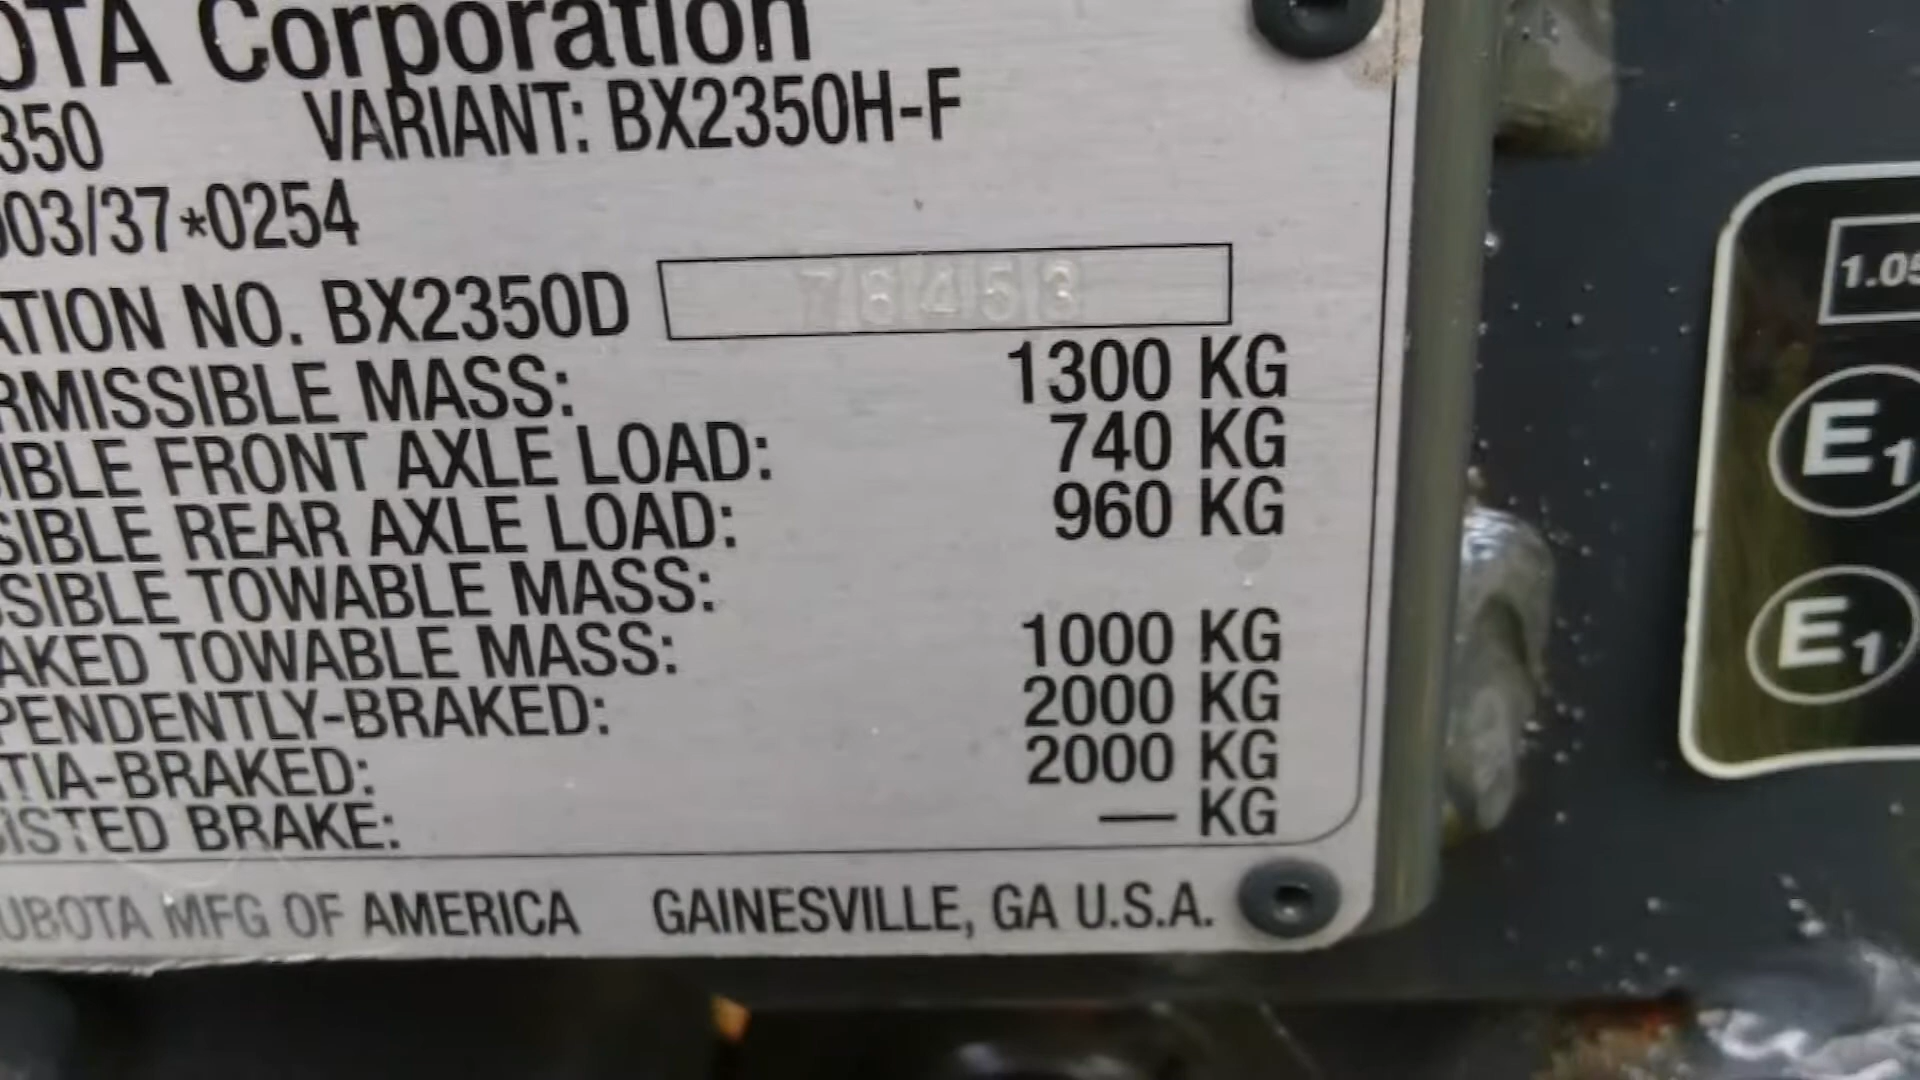 OTA Corporation
350 VARIANT: BX2350H-F
003/37*0254
ATION NO. BX2350D 78453
RMISSIBLE MASS: 1300 KG
IBLE FRONT AXLE LOAD: 740 KG
SIBLE REAR AXLE LOAD: 960 KG
SSIBLE TOWABLE MASS:
AKED TOWABLE MASS: 1000 KG
PENDENTLY-BRAKED: 2000 KG
TIA-BRAKED: 2000 KG
SISTED BRAKE: — KG
UBOTA MFG OF AMERICA GAINESVILLE, GA U.S.A.
1.05
E1
E1